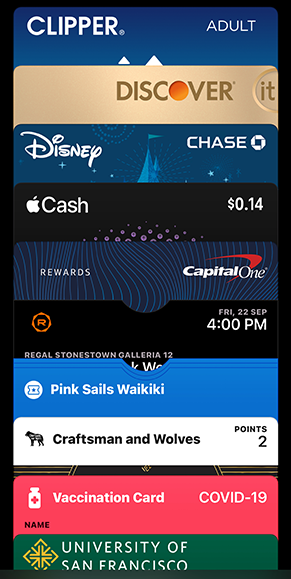 CLIPPER® ADULT
DISCOVER® it
Disney CHASE
Cash $0.14
REWARDS Capital One
FRI, 22 SEP
R 4:00 PM
REGAL STONESTOWN GALLERIA 12
Pink Sails Waikiki
POINTS
Craftsman and Wolves 2
Vaccination Card COVID-19
NAME
UNIVERSITY OF
SAN FRANCISCO